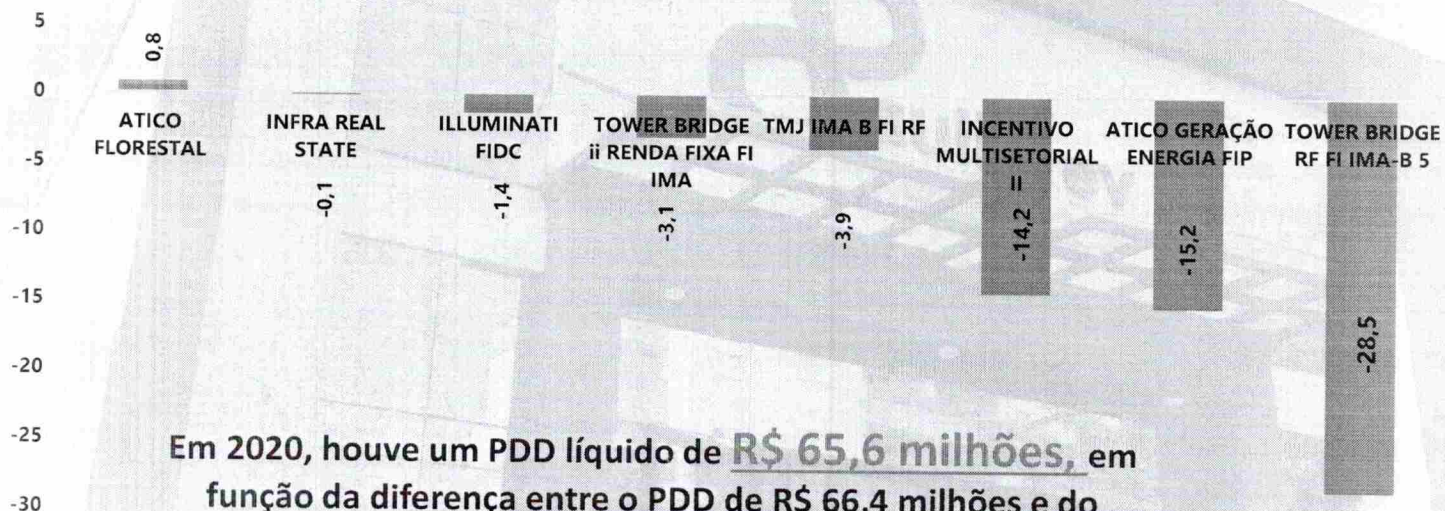 5
0
-5
-10
-15
-20
-25
-30
0,8
ATICO
FLORESTAL
INFRA REAL
STATE
-0,1
ILLUMINATI
FIDC
-1,4
TOWER BRIDGE
ii RENDA FIXA FI
IMA
-3,1
TMJ IMA B FI RF
-3,9
INCENTIVO
MULTISETORIAL
II
-14,2
ATICO GERAÇÃO
ENERGIA FIP
-15,2
TOWER BRIDGE
RF FI IMA-B 5
-28,5
Em 2020, houve um PDD líquido de R$ 65,6 milhões, em
função da diferença entre o PDD de R$ 66,4 milhões e do